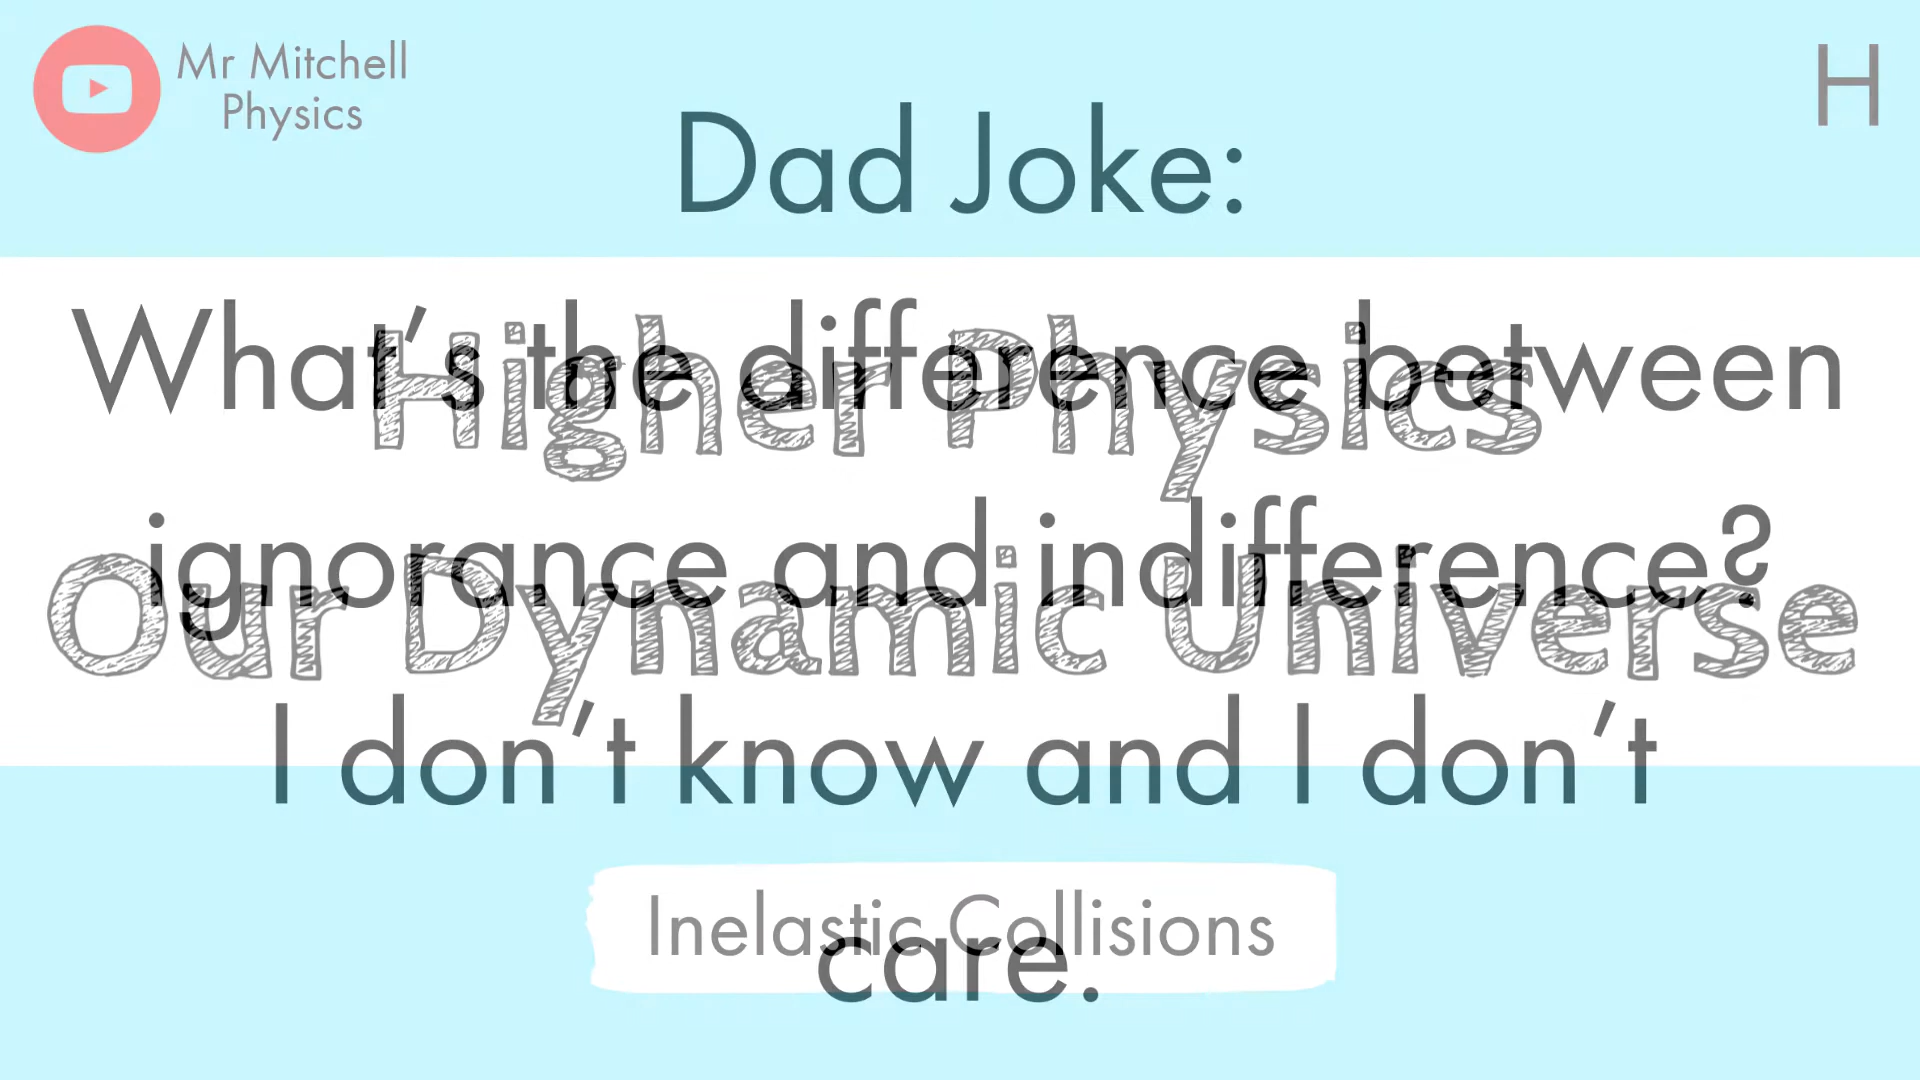 Mr Mitchell
Physics
H
Dad Joke:
What's the difference between
Higher Physics
ignorance and indifference?
Our Dynamic Universe
I don't know and I don't
Inelastic Collisions
care.